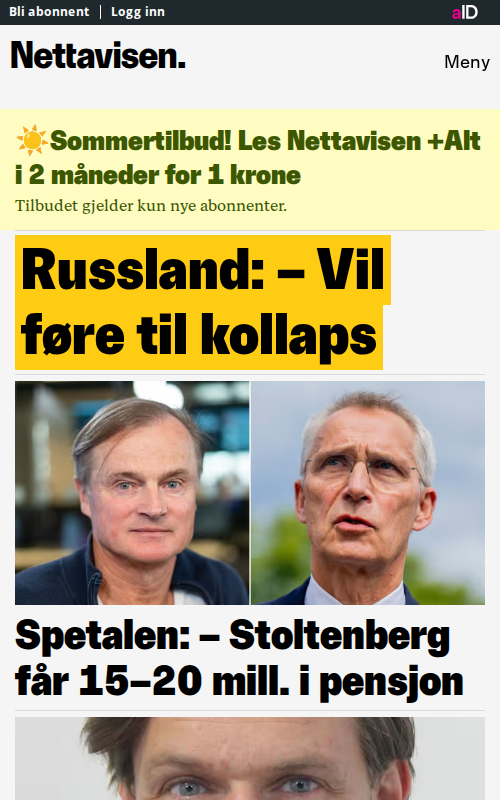 Bli abonnent | Logg inn
aID
Nettavisen.
Meny
☀️Sommertilbud! Les Nettavisen +Alt
i 2 måneder for 1 krone
Tilbudet gjelder kun nye abonnenter.
Russland: – Vil
føre til kollaps
Spetalen: – Stoltenberg
får 15–20 mill. i pensjon